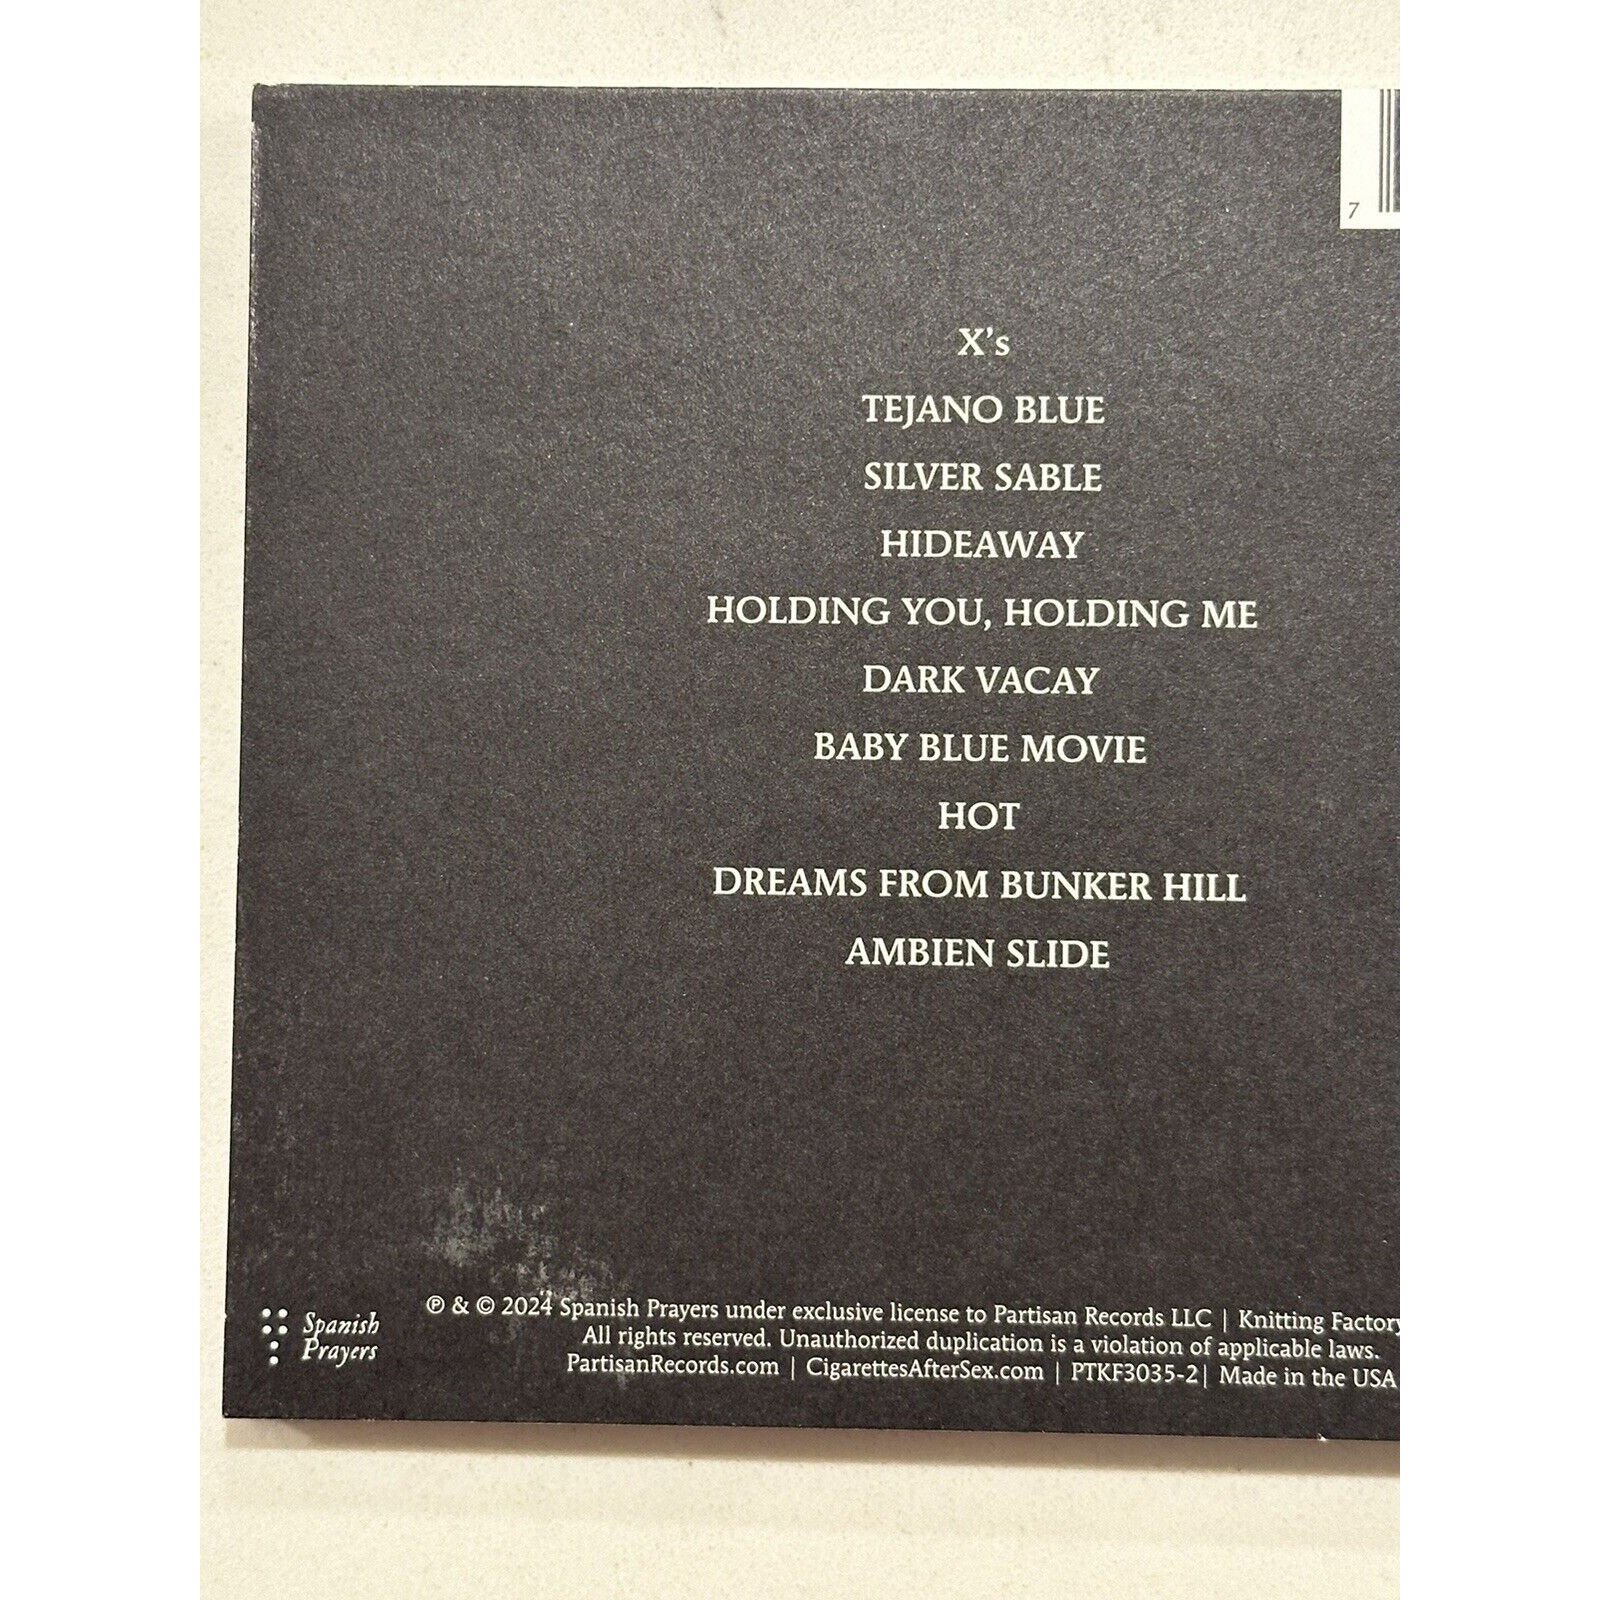 7
X's
TEJANO BLUE
SILVER SABLE
HIDEAWAY
HOLDING YOU, HOLDING ME
DARK VACAY
BABY BLUE MOVIE
HOT
DREAMS FROM BUNKER HILL
AMBIEN SLIDE
Spanish
Prayers
℗ & © 2024 Spanish Prayers under exclusive license to Partisan Records LLC | Knitting Factory
All rights reserved. Unauthorized duplication is a violation of applicable laws.
PartisanRecords.com | CigarettesAfterSex.com | PTKF3035-2| Made in the USA